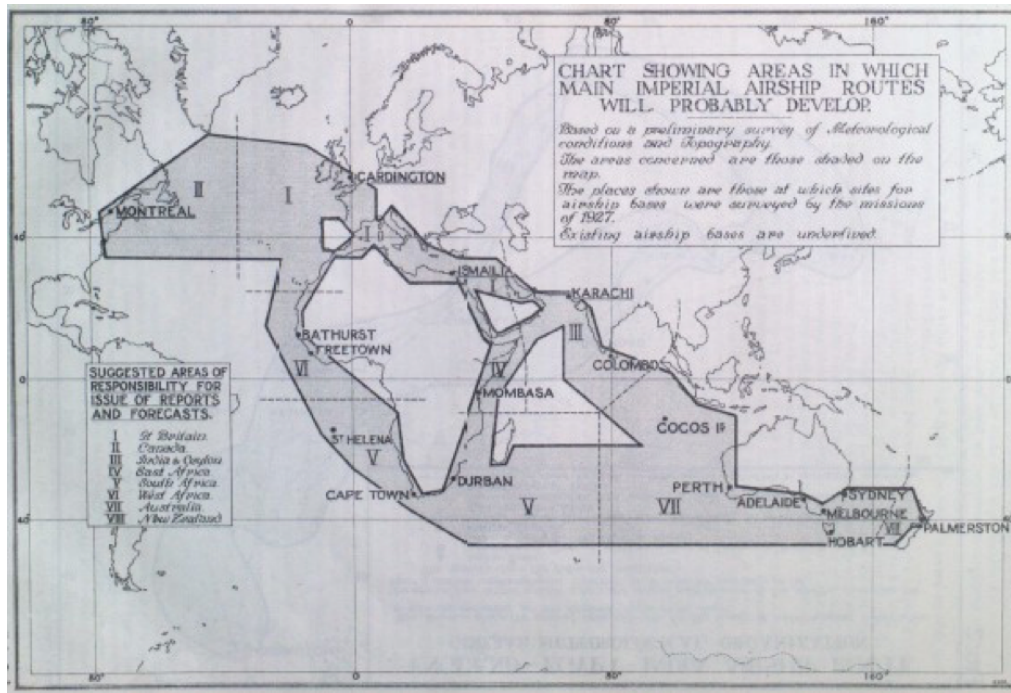 80°
0
80°
160°
CHART SHOWING AREAS IN WHICH
MAIN IMPERIAL AIRSHIP ROUTES
WILL PROBABLY DEVELOP.
Based on a preliminary survey of Meteorological
conditions and Topography.
The areas concerned are those shaded on the
map.
The places shown are those at which sites for
airship bases were surveyed by the missions
of 1927.
Existing airship bases are underlined.
II
I
CARDINGTON
MONTREAL
40
I
40
ISMAILIA
I
KARACHI
III
BATHURST
FREETOWN
COLOMBO
SUGGESTED AREAS OF
RESPONSIBILITY FOR
ISSUE OF REPORTS
AND FORECASTS.
I Gt Britain.
II Canada.
III India & Ceylon.
IV East Africa.
V South Africa.
VI West Africa.
VII Australia.
VIII New Zealand.
VI
IV
0
0
MOMBASA
COCOS Is
ST HELENA
V
CAPE TOWN
DURBAN
PERTH
ADELAIDE
SYDNEY
MELBOURNE
V
VII
VIII
PALMERSTON
HOBART
40
40
80°
0
80°
160°